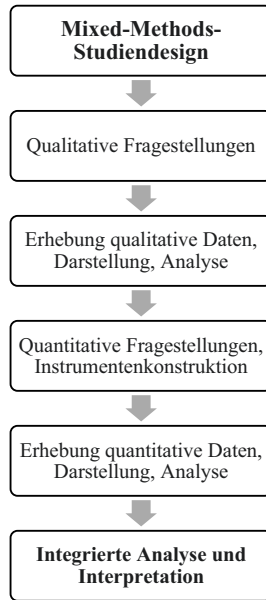 Mixed-Methods-
Studiendesign
Qualitative Fragestellungen
Erhebung qualitative Daten,
Darstellung, Analyse
Quantitative Fragestellungen,
Instrumentenkonstruktion
Erhebung quantitative Daten,
Darstellung, Analyse
Integrierte Analyse und
Interpretation